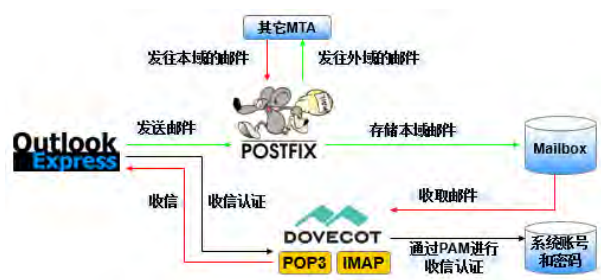 其它MTA
发往本域的邮件
发往外域的邮件
发送邮件
存储本域邮件
POSTFIX
Outlook
Express
Mailbox
收取邮件
收信
收信认证
DOVECOT
POP3
IMAP
通过PAM进行
收信认证
系统账号
和密码